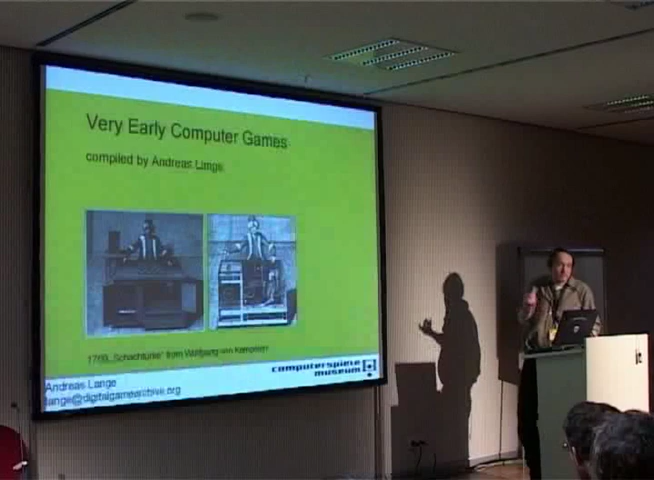 Very Early Computer Games
compiled by Andreas Lange
1769 „Schachtürke“ from Wolfgang von Kempelen
computerspiele
museum
Andreas Lange
lange@digitalgamearchive.org